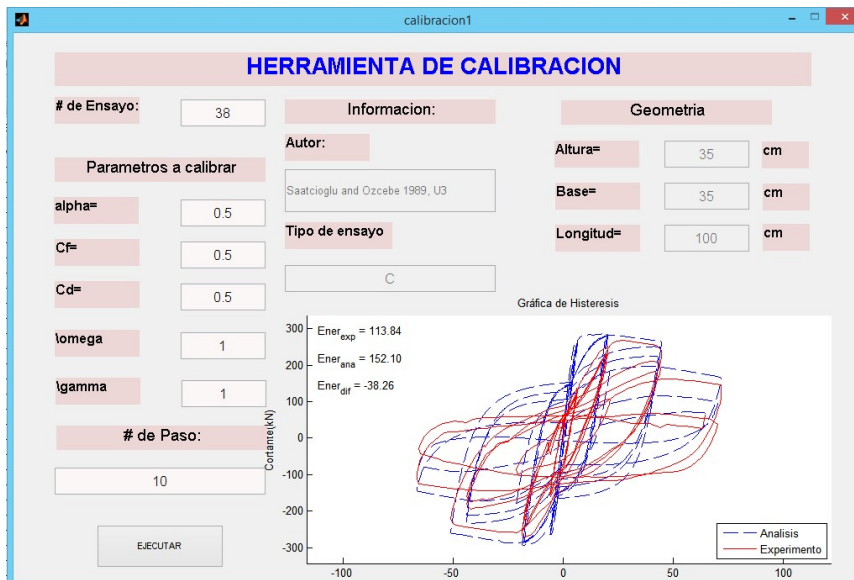 calibracion1
HERRAMIENTA DE CALIBRACION
# de Ensayo:
38
Parametros a calibrar
alpha=
0.5
Cf=
0.5
Cd=
0.5
\omega
1
\gamma
1
# de Paso:
10
EJECUTAR
Informacion:
Autor:
Saatcioglu and Ozcebe 1989, U3
Tipo de ensayo
C
Geometria
Altura=
35
cm
Base=
35
cm
Longitud=
100
cm
Gráfica de Histeresis
Ener_exp = 113.84
Ener_ana = 152.10
Ener_dif = -38.26
Cortante(kN)
300
200
100
0
-100
-200
-300
-100
-50
0
50
100
Analisis
Experimento